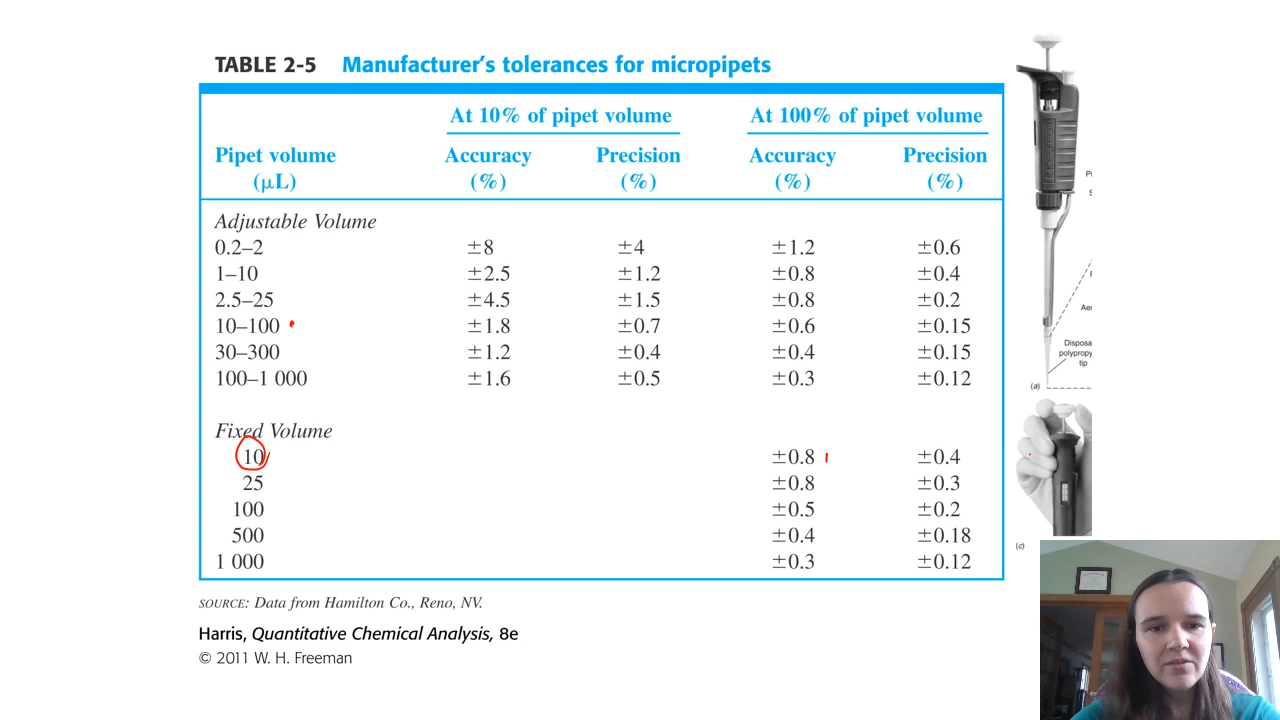 TABLE 2-5 Manufacturer's tolerances for micropipets
At 10% of pipet volume At 100% of pipet volume
Pipet volume Accuracy Precision Accuracy Precision
(μL) (%) (%) (%) (%)
Adjustable Volume
0.2–2 ±8 ±4 ±1.2 ±0.6
1–10 ±2.5 ±1.2 ±0.8 ±0.4
2.5–25 ±4.5 ±1.5 ±0.8 ±0.2
10–100 ±1.8 ±0.7 ±0.6 ±0.15
30–300 ±1.2 ±0.4 ±0.4 ±0.15
100–1 000 ±1.6 ±0.5 ±0.3 ±0.12
Fixed Volume
10 ±0.8 ±0.4
25 ±0.8 ±0.3
100 ±0.5 ±0.2
500 ±0.4 ±0.18
1 000 ±0.3 ±0.12
SOURCE: Data from Hamilton Co., Reno, NV.
Harris, Quantitative Chemical Analysis, 8e
© 2011 W. H. Freeman
Disposa
polypropy
tip
(a)
(c)